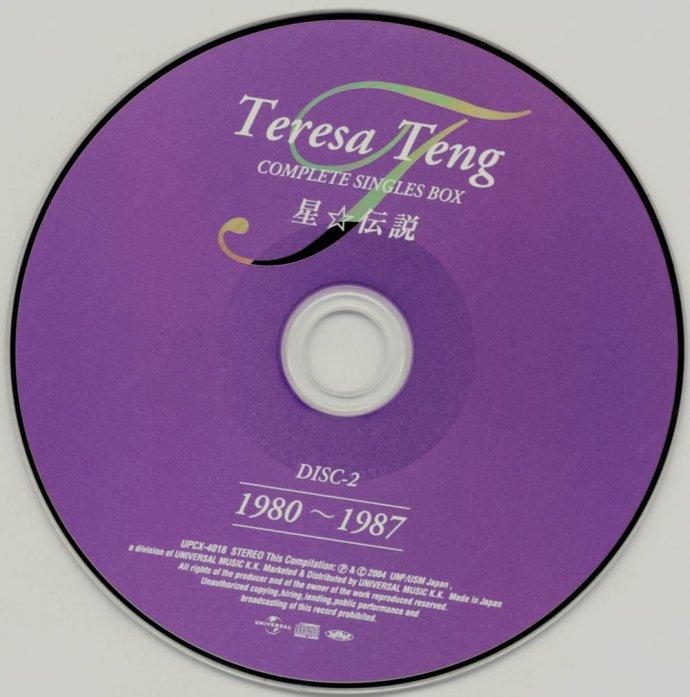 Teresa Teng
COMPLETE SINGLES BOX
星☆伝説
DISC-2
1980～1987
UPCX-4018 STEREO This Compilation: ℗ & © 2004 UM³/USM Japan,
a division of UNIVERSAL MUSIC K.K. Marketed & Distributed by UNIVERSAL MUSIC K.K. Made in Japan
All rights of the producer and of the owner of the work reproduced reserved.
Unauthorized copying,hiring,lending,public performance and
broadcasting of this record prohibited.
UNIVERSAL